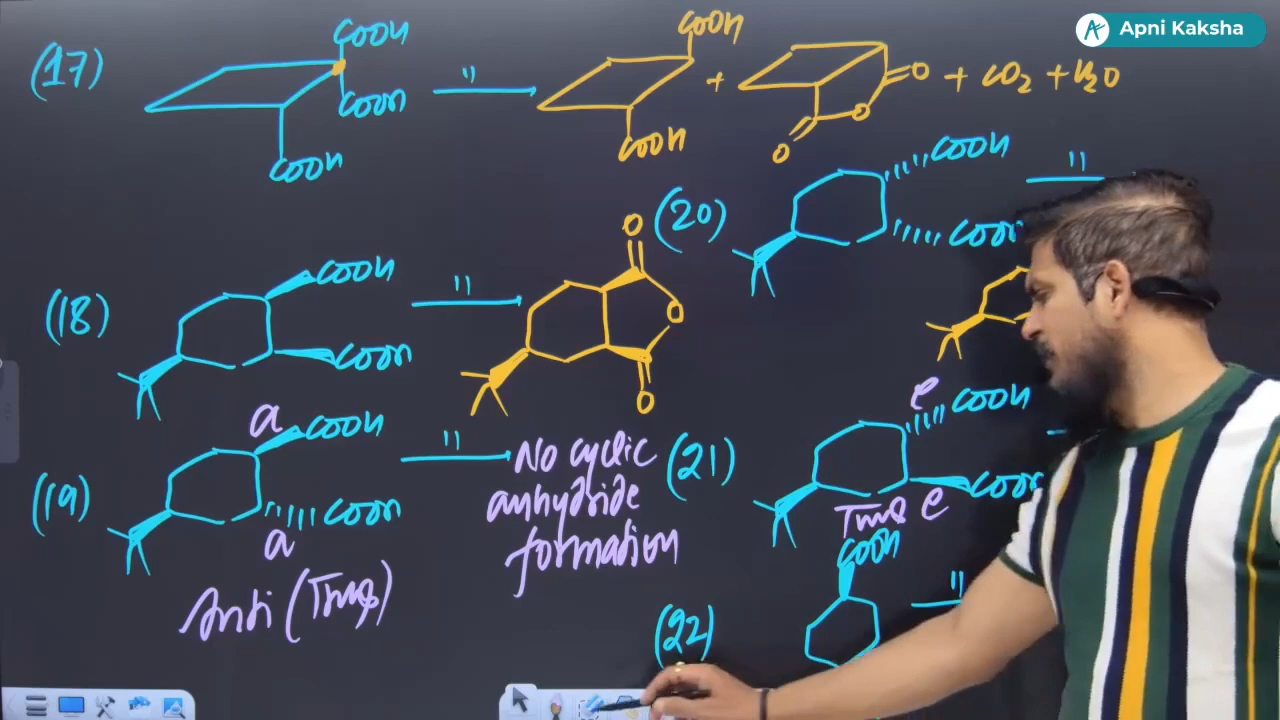 Apni Kaksha
(17)
COOH
COOH
COOH
"
COOH
COOH
+
O
O
O
+ CO2 + H2O
(18)
COOH
COOH
"
O
O
O
(20)
COOH
COOH
"
(19)
a
COOH
COOH
a
Anti (Trans)
"
No cyclic
anhydride
formation
(21)
e
COOH
COOH
Trans e
(22)
COOH
"